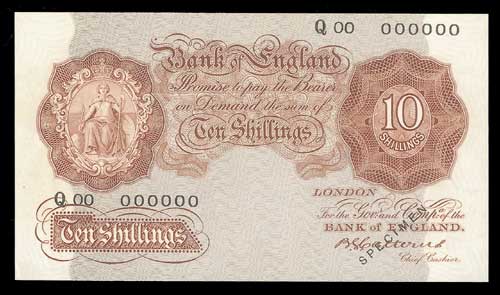 Q 00 000000
Bank of England
Promise to pay the Bearer
on Demand the sum of
Ten Shillings
10
SHILLINGS
LONDON
For the Govr. and Compa. of the
BANK of ENGLAND.
Q 00 000000
Ten Shillings
SPECIMEN
Chief Cashier.